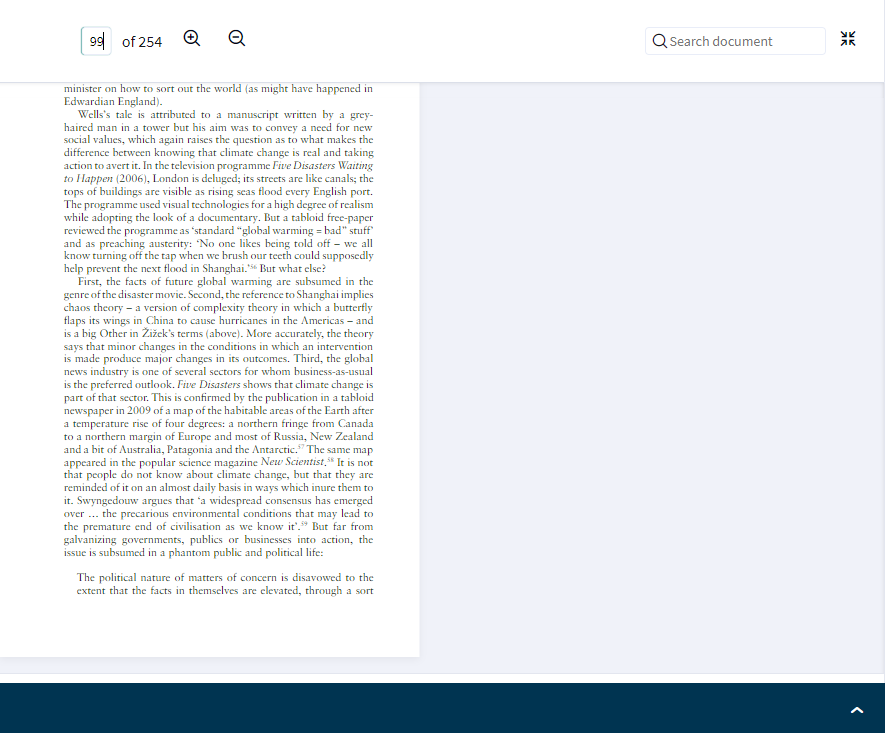 99 of 254 Search document
minister on how to sort out the world (as might have happened in
Edwardian England).
Wells's tale is attributed to a manuscript written by a grey-
haired man in a tower but his aim was to convey a need for new
social values, which again raises the question as to what makes the
difference between knowing that climate change is real and taking
action to avert it. In the television programme Five Disasters Waiting
to Happen (2006), London is deluged; its streets are like canals; the
tops of buildings are visible as rising seas flood every English port.
The programme used visual technologies for a high degree of realism
while adopting the look of a documentary. But a tabloid free-paper
reviewed the programme as ‘standard “global warming = bad” stuff’
and as preaching austerity: ‘No one likes being told off – we all
know turning off the tap when we brush our teeth could supposedly
help prevent the next flood in Shanghai.’56 But what else?
First, the facts of future global warming are subsumed in the
genre of the disaster movie. Second, the reference to Shanghai implies
chaos theory – a version of complexity theory in which a butterfly
flaps its wings in China to cause hurricanes in the Americas – and
is a big Other in Žižek’s terms (above). More accurately, the theory
says that minor changes in the conditions in which an intervention
is made produce major changes in its outcomes. Third, the global
news industry is one of several sectors for whom business-as-usual
is the preferred outlook. Five Disasters shows that climate change is
part of that sector. This is confirmed by the publication in a tabloid
newspaper in 2009 of a map of the habitable areas of the Earth after
a temperature rise of four degrees: a northern fringe from Canada
to a northern margin of Europe and most of Russia, New Zealand
and a bit of Australia, Patagonia and the Antarctic.57 The same map
appeared in the popular science magazine New Scientist.58 It is not
that people do not know about climate change, but that they are
reminded of it on an almost daily basis in ways which inure them to
it. Swyngedouw argues that ‘a widespread consensus has emerged
over … the precarious environmental conditions that may lead to
the premature end of civilisation as we know it’.59 But far from
galvanizing governments, publics or businesses into action, the
issue is subsumed in a phantom public and political life:
The political nature of matters of concern is disavowed to the
extent that the facts in themselves are elevated, through a sort